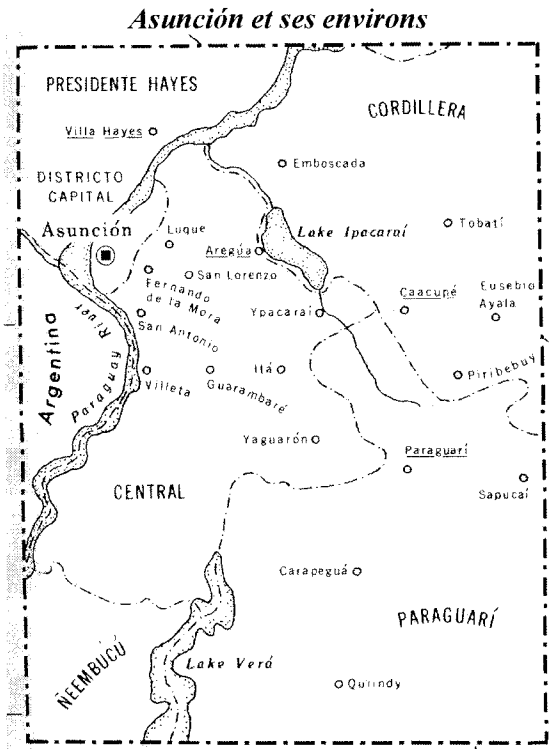 Asunción et ses environs
PRESIDENTE HAYES
CORDILLERA
Villa Hayes
Emboscada
DISTRICTO
CAPITAL
Tobatí
Asunción
Luque
Lake Ipacaraí
Areguá
San Lorenzo
Fernando
de la Mora
Caacupé
Eusebio
Ayala
Ypacaraí
San Antonio
Argentina
Paraguay River
Villeta
Guarambaré
Itá
Piribebuy
Yaguarón
Paraguarí
Sapucaí
CENTRAL
Carapeguá
PARAGUARÍ
ÑEEMBÚCÚ
Lake Verá
Quiindy